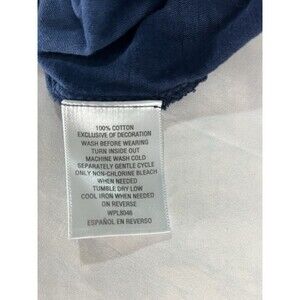 100% COTTON
EXCLUSIVE OF DECORATION
WASH BEFORE WEARING
TURN INSIDE OUT
MACHINE WASH COLD
SEPARATELY GENTLE CYCLE
ONLY NON-CHLORINE BLEACH
WHEN NEEDED
TUMBLE DRY LOW
COOL IRON WHEN NEEDED
ON REVERSE
WPL8046
ESPAÑOL EN REVERSO